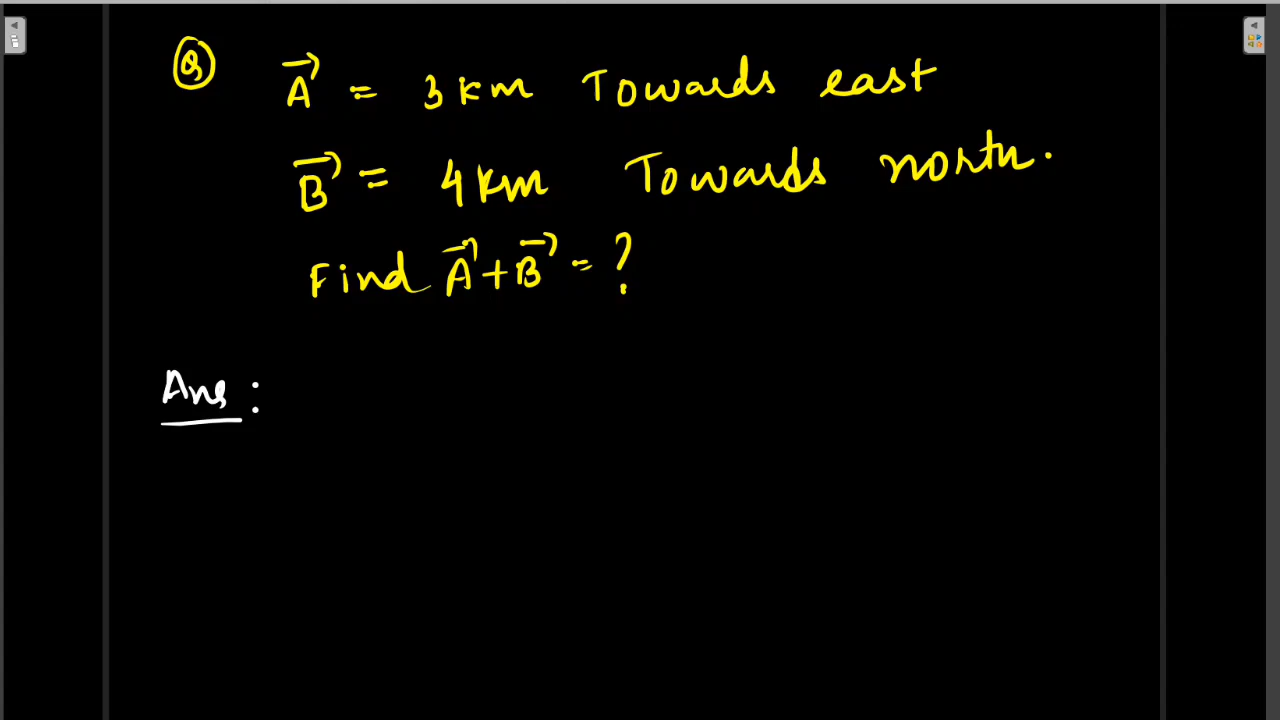 Q A⃗ = 3 km Towards east
B⃗ = 4 km Towards north.
Find A⃗ + B⃗ = ?
Ans :